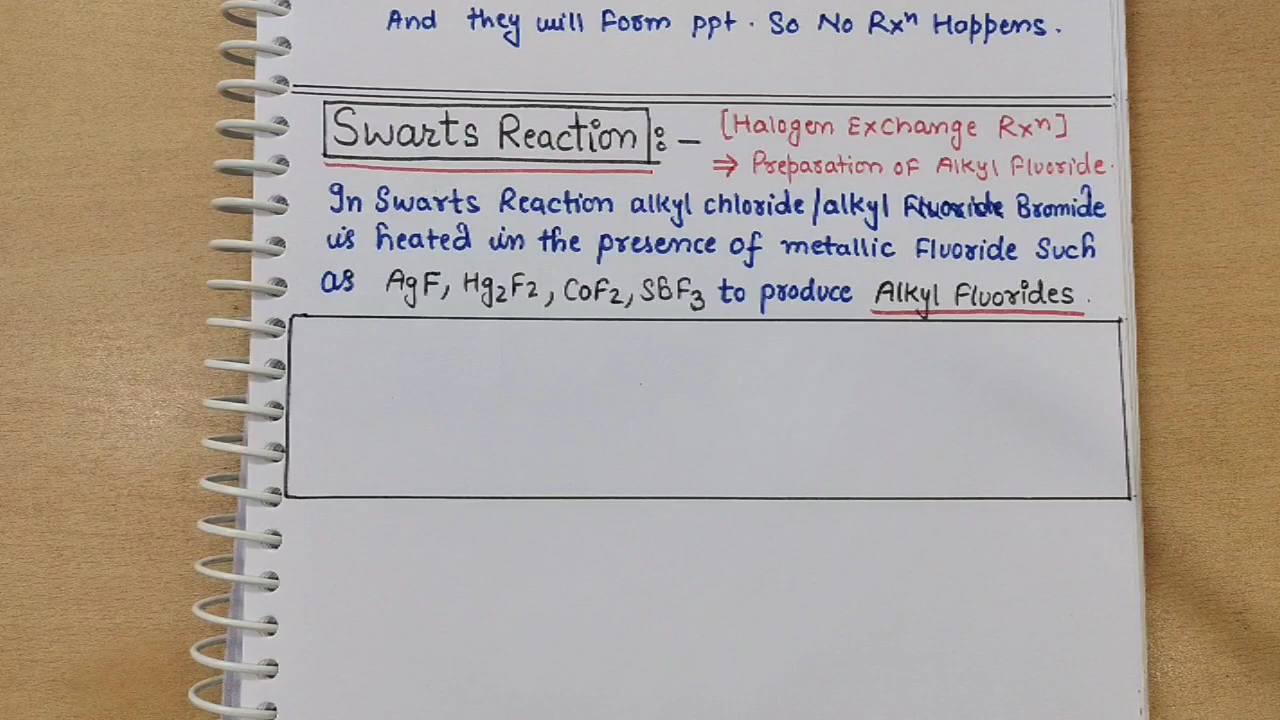 And they will Form ppt. So No Rxⁿ Happens.
Swarts Reaction :- [Halogen Exchange Rxⁿ]
⇒ Preparation of Alkyl Fluoride.
In Swarts Reaction alkyl chloride/alkyl Bromide
is heated in the presence of metallic Fluoride Such
as AgF, Hg₂F₂, CoF₂, SbF₃ to produce Alkyl Fluorides.